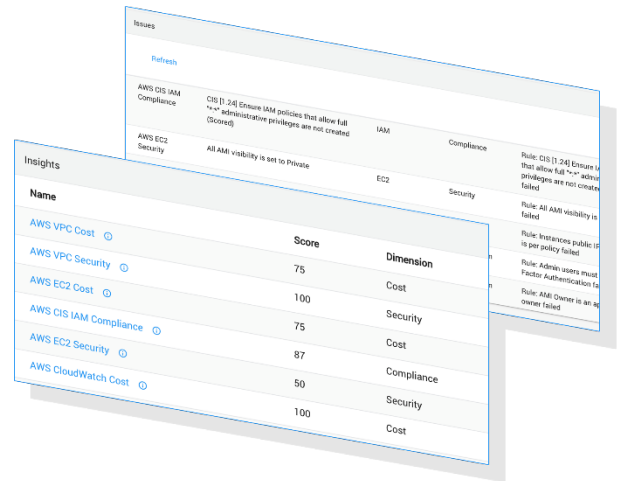 Issues
Refresh
AWS CIS IAM
Compliance
CIS [1.24] Ensure IAM policies that allow full
"*:*" administrative privileges are not created
(Scored)
IAM
Compliance
Rule: CIS [1.24] Ensure
that allow full "*:*"
privileges are not
failed
AWS EC2
Security
All AMI visibility is set to Private
EC2
Security
Rule: All AMI visibility is
failed
Rule: Instances public
is per policy failed
Rule: Admin users must
Factor Authentication
Rule: AMI Owner is an
owner failed
Insights
Name Score Dimension
AWS VPC Cost 75 Cost
AWS VPC Security 100 Security
AWS EC2 Cost 75 Cost
AWS CIS IAM Compliance 87 Compliance
AWS EC2 Security 50 Security
AWS CloudWatch Cost 100 Cost